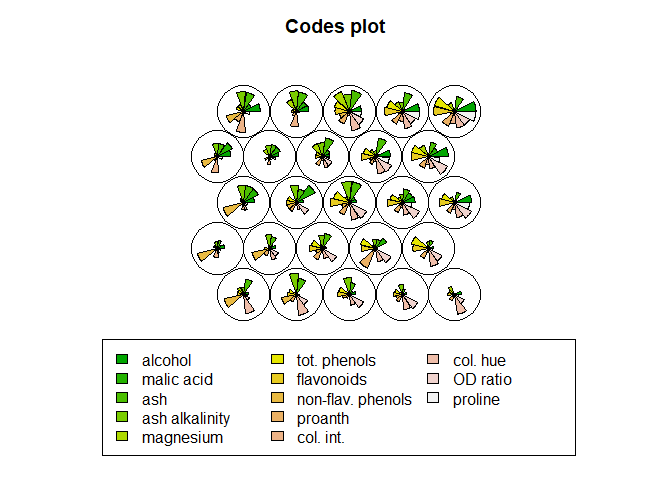 Codes plot
alcohol tot. phenols col. hue
malic acid flavonoids OD ratio
ash non-flav. phenols proline
ash alkalinity proanth
magnesium col. int.